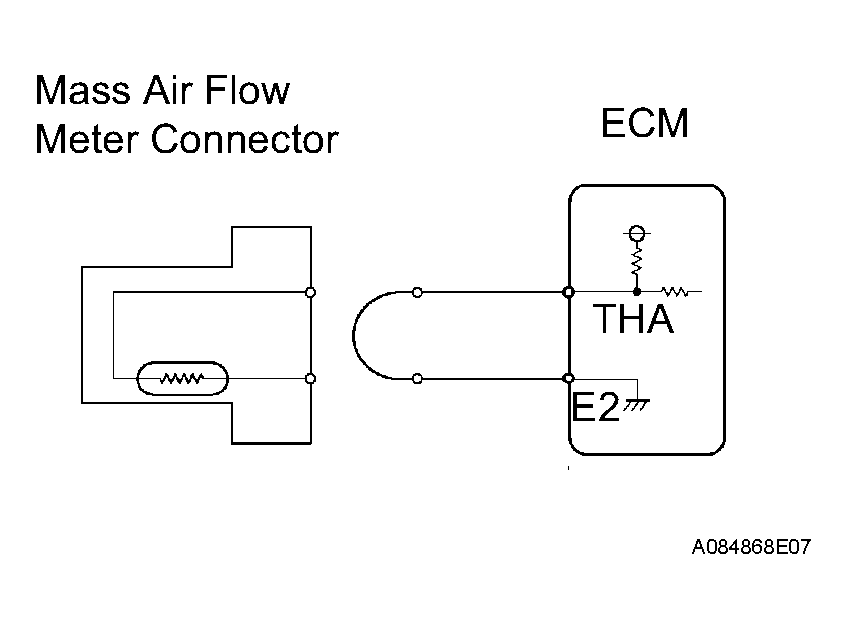 Mass Air Flow
Meter Connector
ECM
THA
E2
A084868E07